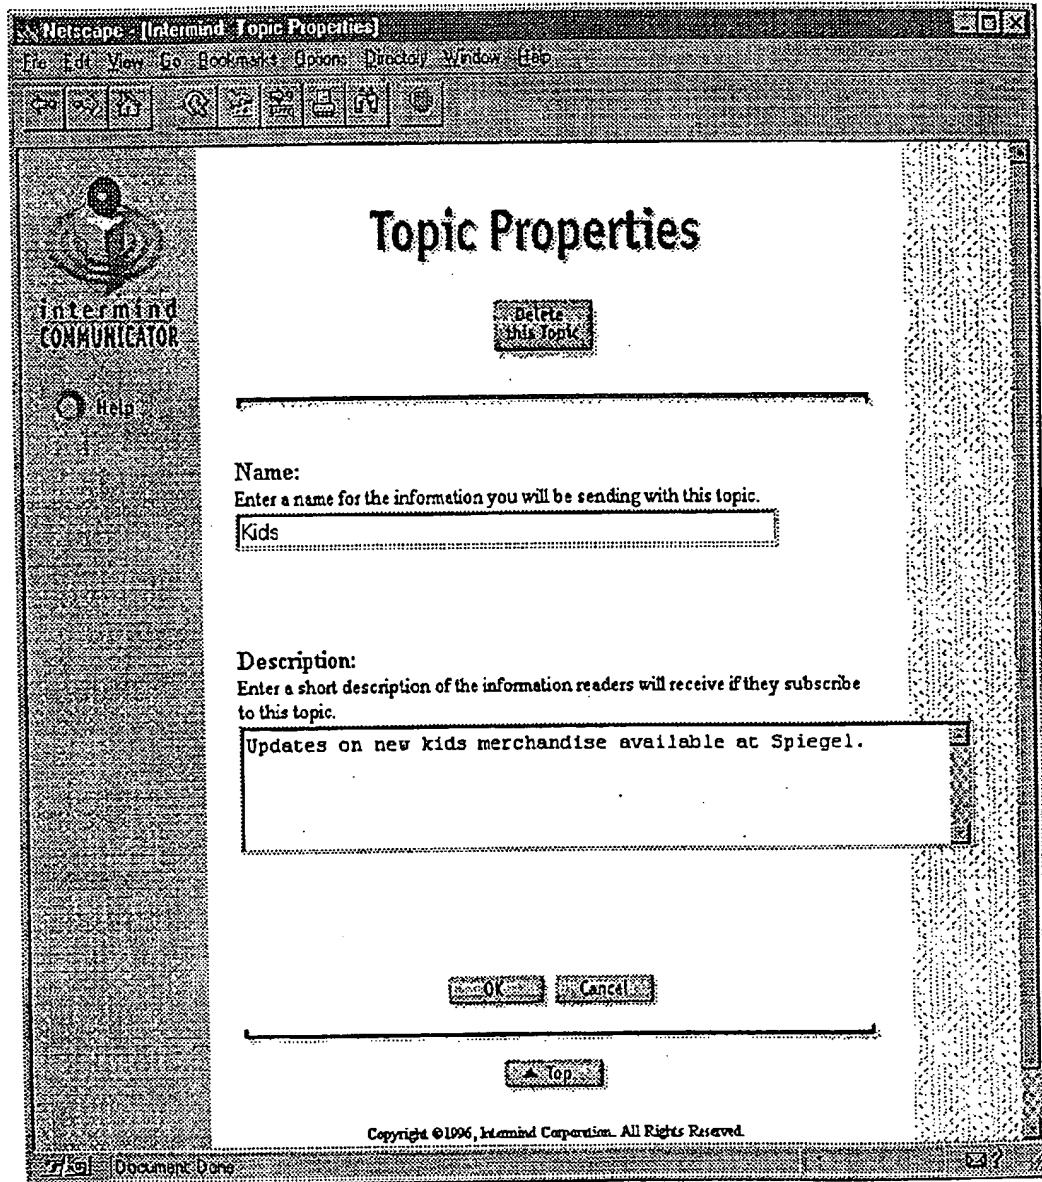 Netscape - [Intermind: Topic Properties]
File Edit View Go Bookmarks Options Directory Window Help
Topic Properties
intermind
COMMUNICATOR
Delete
this Topic
Help
Name:
Enter a name for the information you will be sending with this topic.
Kids
Description:
Enter a short description of the information readers will receive if they subscribe
to this topic.
Updates on new kids merchandise available at Spiegel.
OK Cancel
Top
Copyright ©1996, Intermind Corporation. All Rights Reserved.
Document: Done